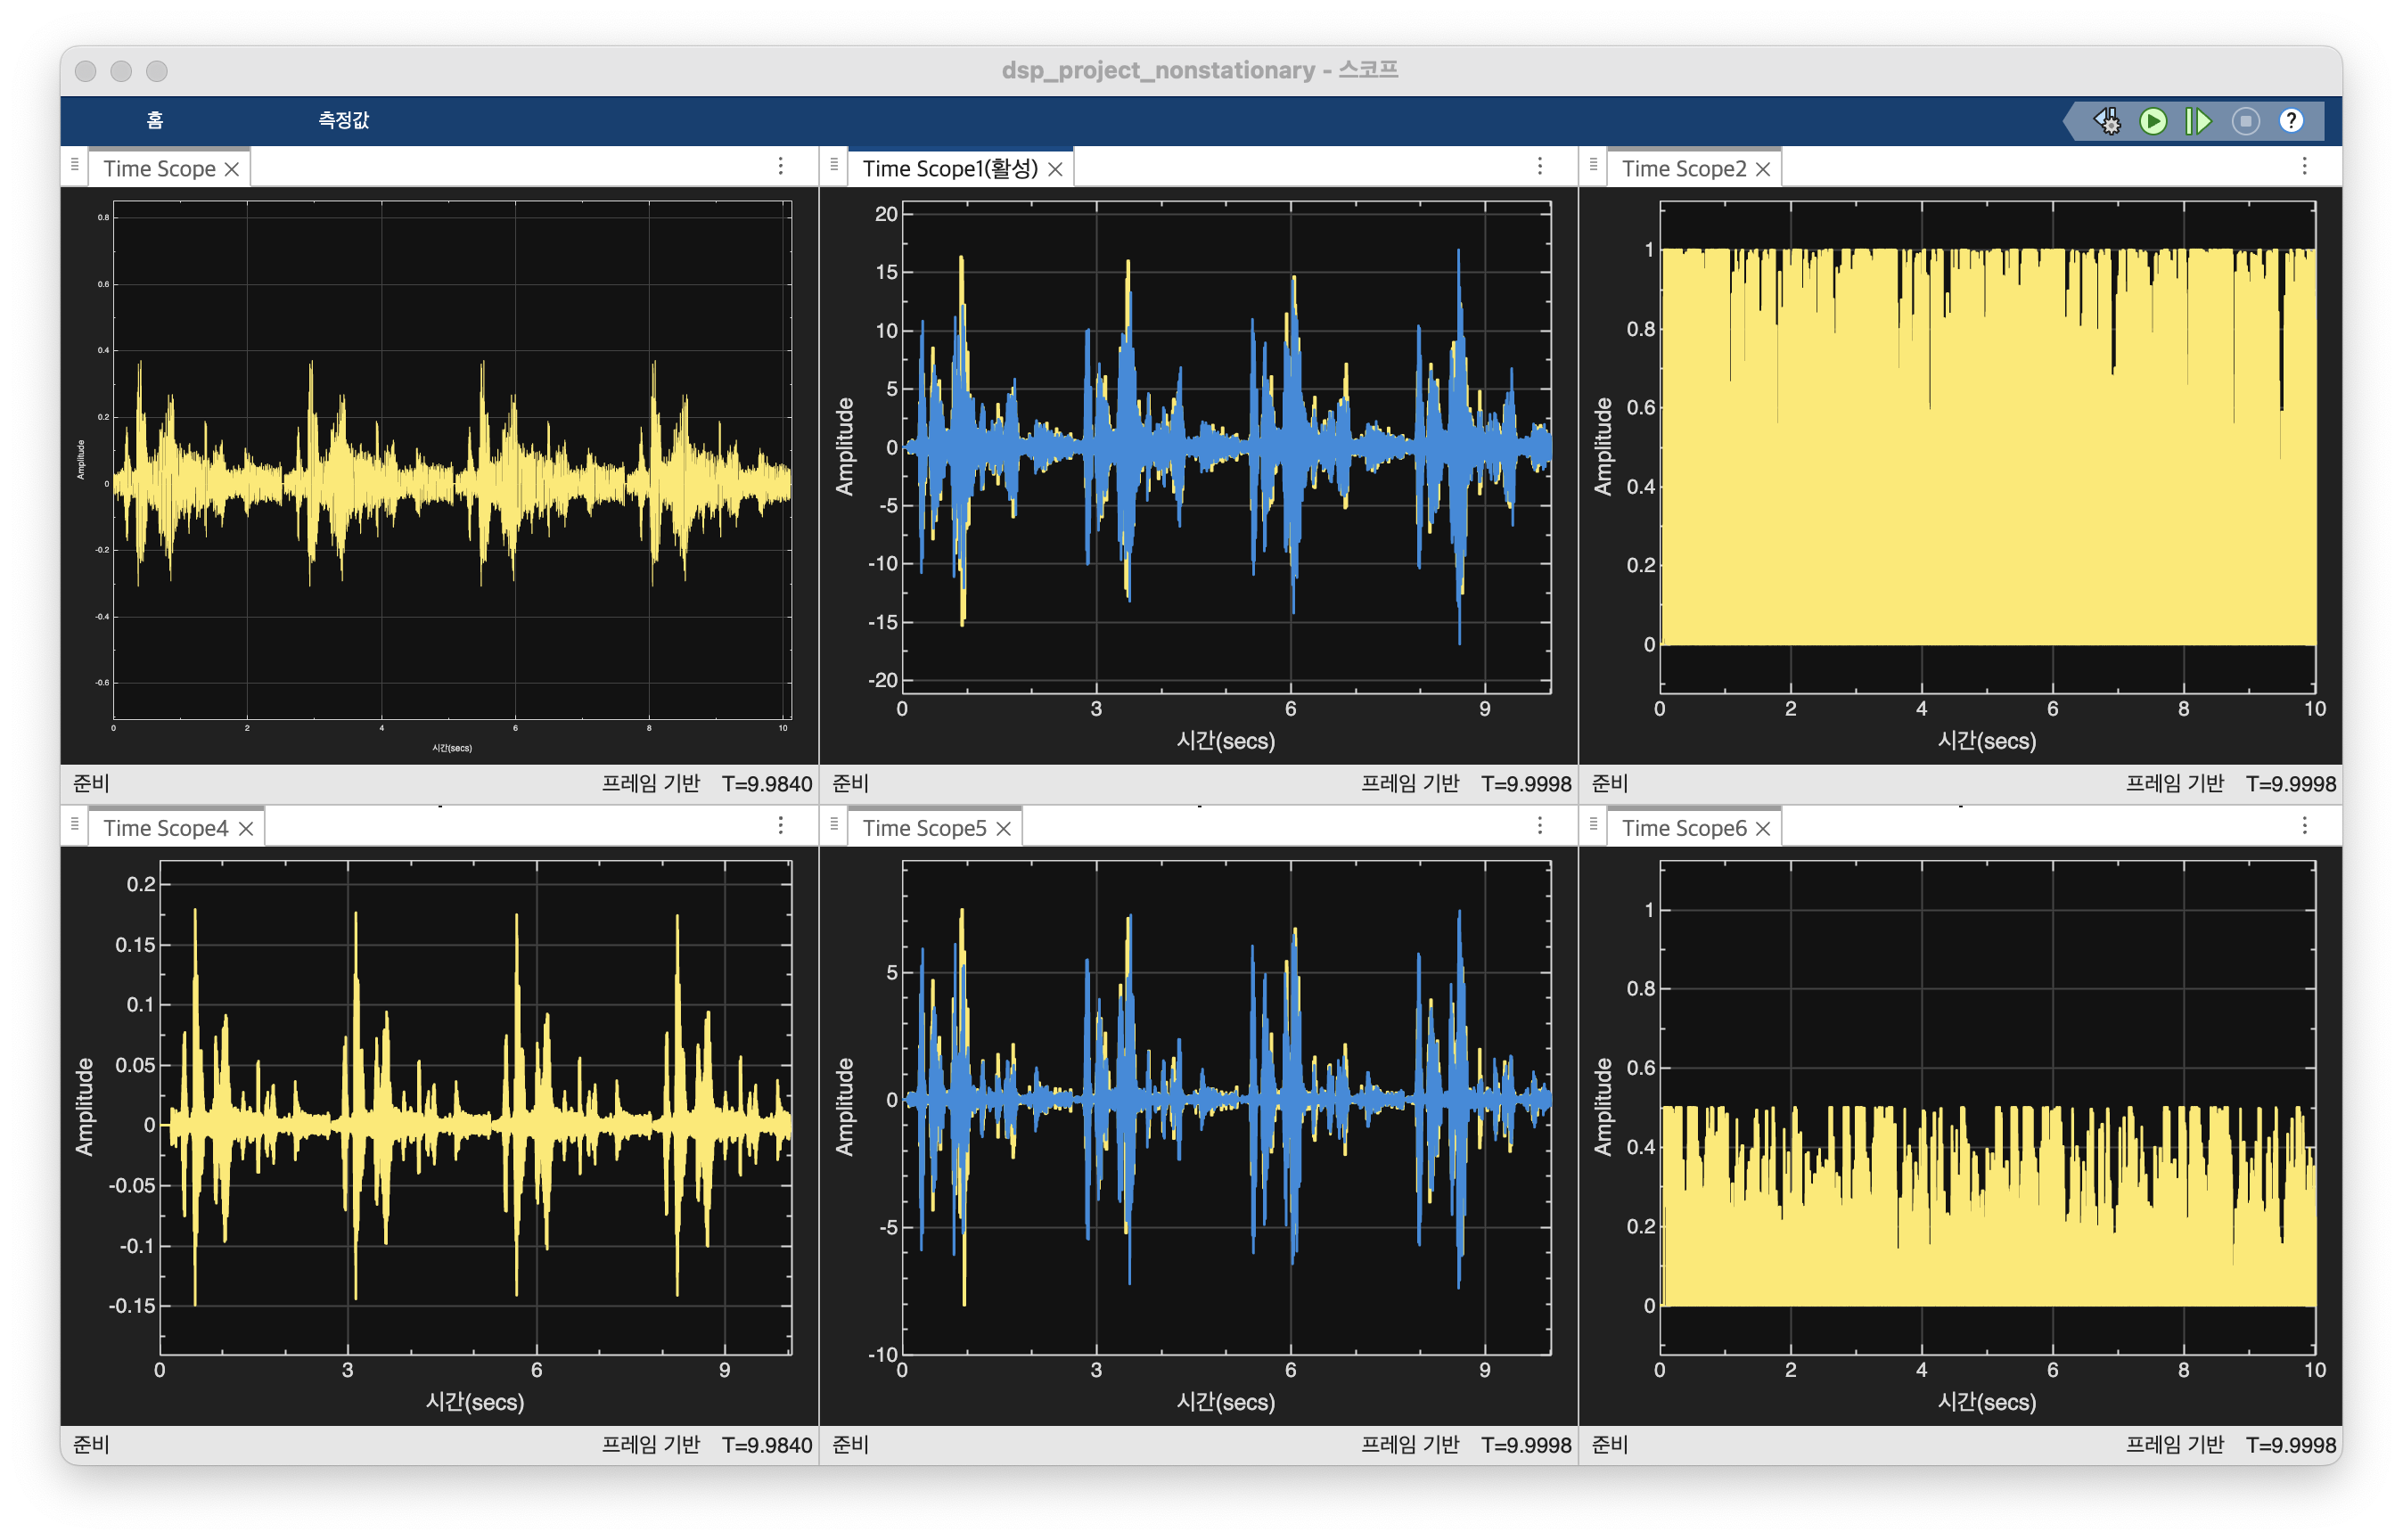 dsp_project_nonstationary - 스코프
홈 측정값
Time Scope
0.8
0.6
0.4
0.2
0
-0.2
-0.4
-0.6
Amplitude
0 2 4 6 8 10
시간(secs)
준비 프레임 기반 T=9.9840
Time Scope1(활성)
20
15
10
5
0
-5
-10
-15
-20
Amplitude
0 3 6 9
시간(secs)
준비 프레임 기반 T=9.9998
Time Scope2
1
0.8
0.6
0.4
0.2
0
Amplitude
0 2 4 6 8 10
시간(secs)
준비 프레임 기반 T=9.9998
Time Scope4
0.2
0.15
0.1
0.05
0
-0.05
-0.1
-0.15
Amplitude
0 3 6 9
시간(secs)
준비 프레임 기반 T=9.9840
Time Scope5
5
0
-5
-10
Amplitude
0 3 6 9
시간(secs)
준비 프레임 기반 T=9.9998
Time Scope6
1
0.8
0.6
0.4
0.2
0
Amplitude
0 2 4 6 8 10
시간(secs)
준비 프레임 기반 T=9.9998